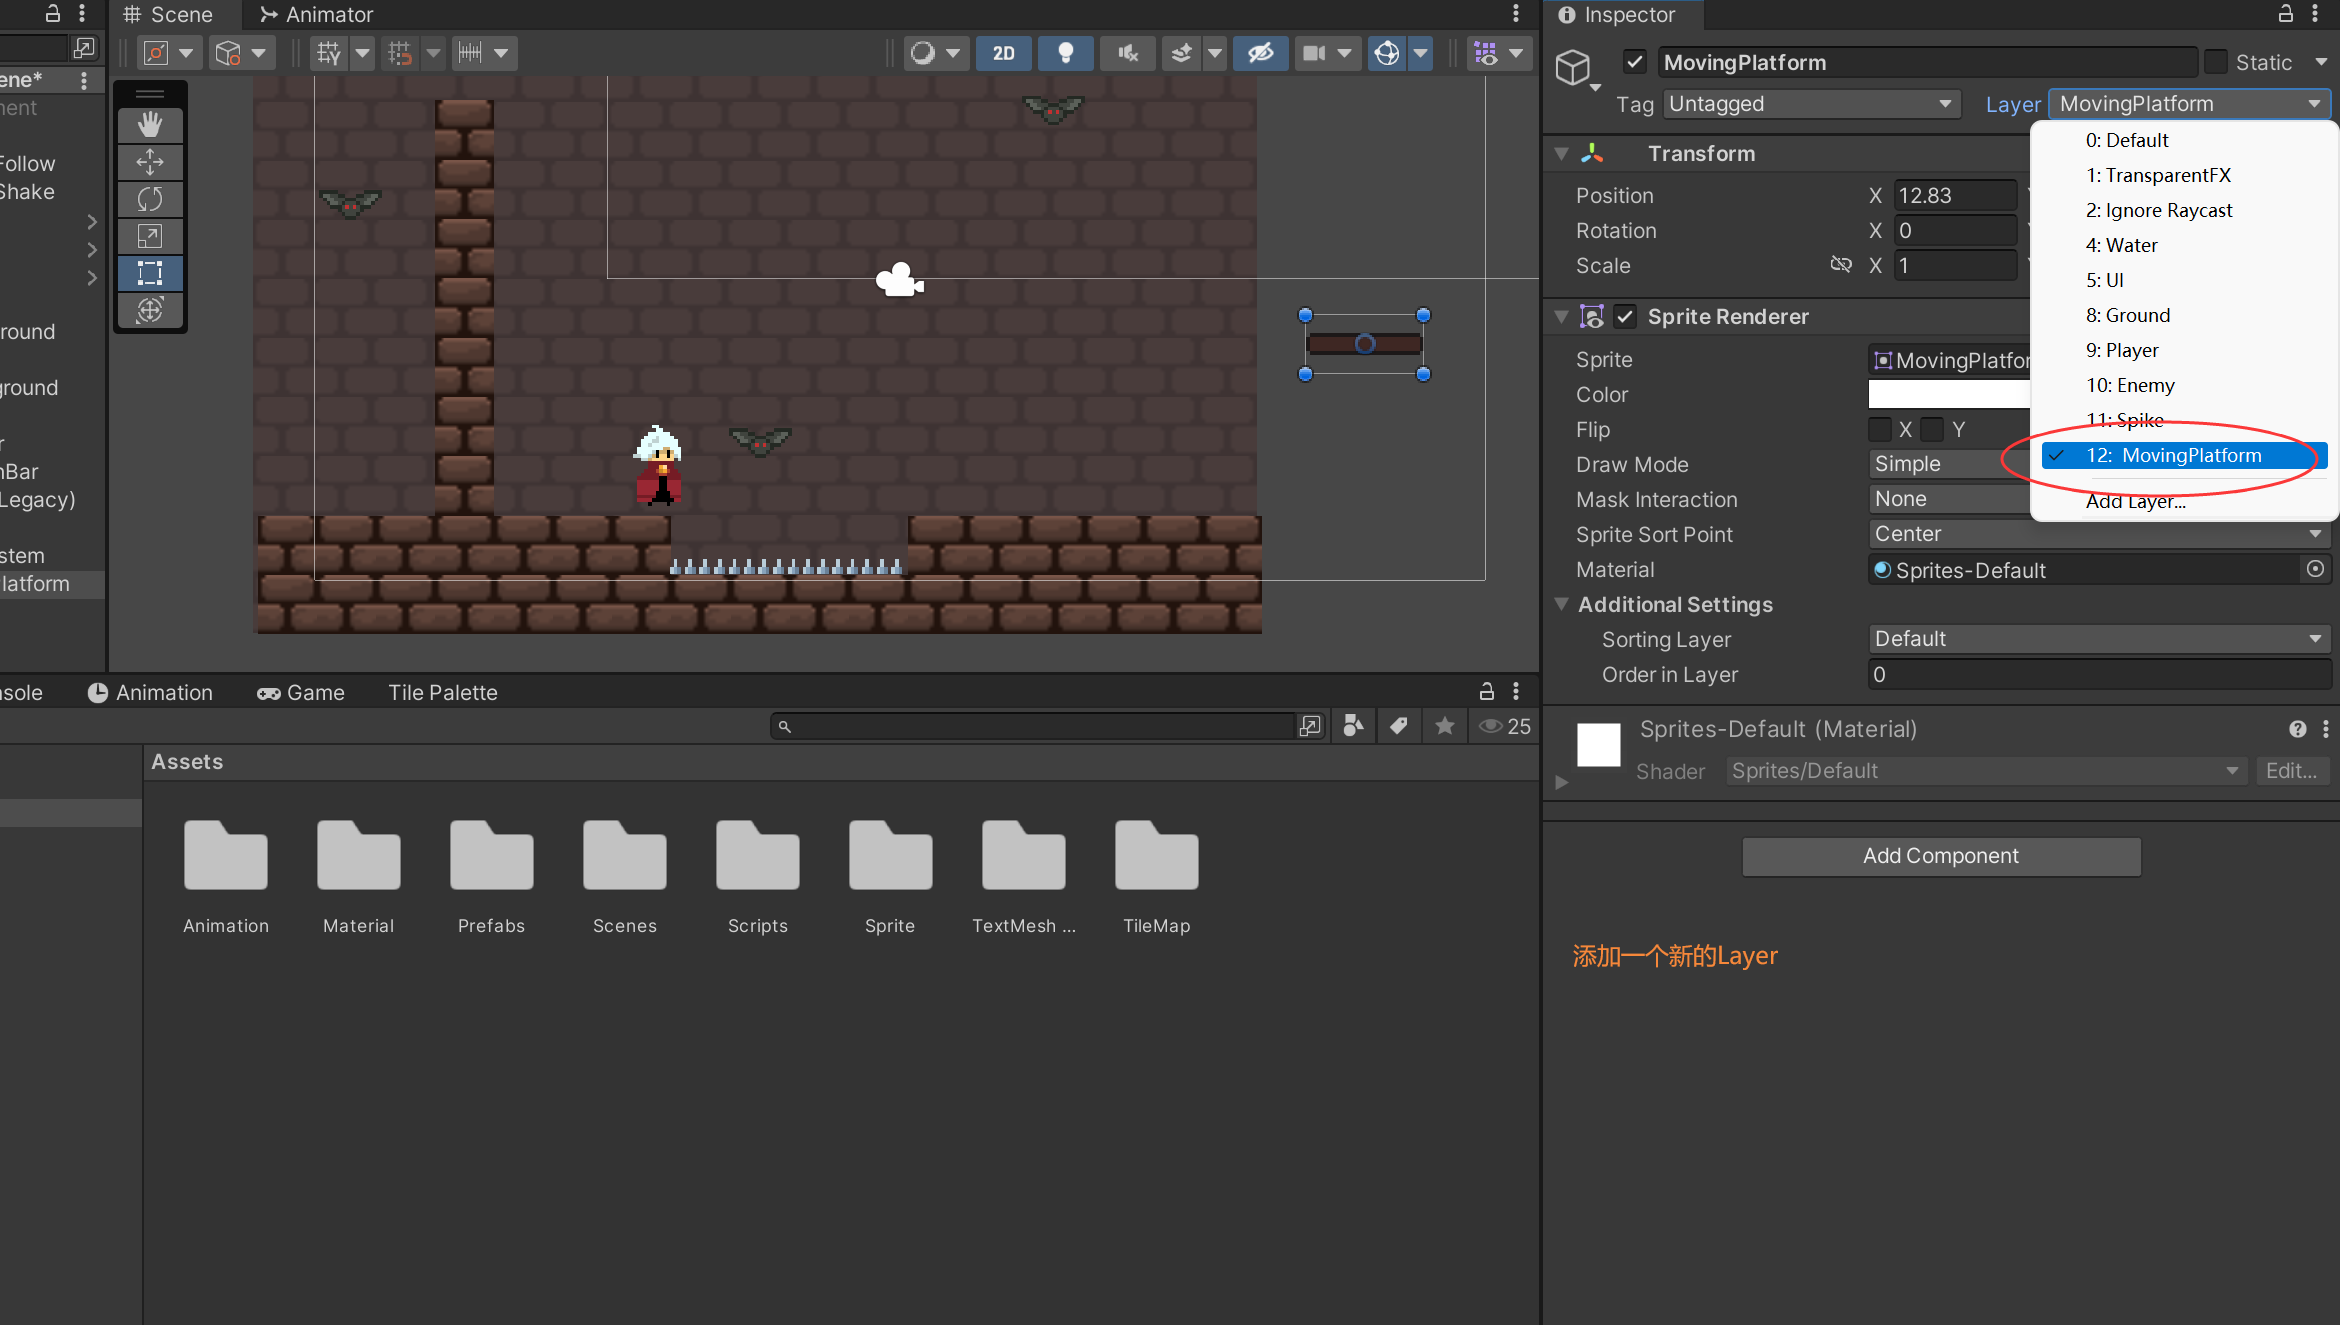 Scene
Animator
Inspector
2D
MovingPlatform
Static
Tag
Untagged
Layer
MovingPlatform
ene*
nent
Follow
Shake
round
ground
r
hBar
Legacy)
stem
latform
Transform
Position
X
12.83
Rotation
X
0
Scale
X
1
0: Default
1: TransparentFX
2: Ignore Raycast
4: Water
5: UI
8: Ground
9: Player
10: Enemy
11: Spike
12: MovingPlatform
Add Layer...
Sprite Renderer
Sprite
MovingPlatfor
Color
Flip
X
Y
Draw Mode
Simple
Mask Interaction
None
Sprite Sort Point
Center
Material
Sprites-Default
Additional Settings
Sorting Layer
Default
Order in Layer
0
Sprites-Default (Material)
Shader
Sprites/Default
Edit...
Add Component
添加一个新的Layer
sole
Animation
Game
Tile Palette
25
Assets
Animation
Material
Prefabs
Scenes
Scripts
Sprite
TextMesh ...
TileMap